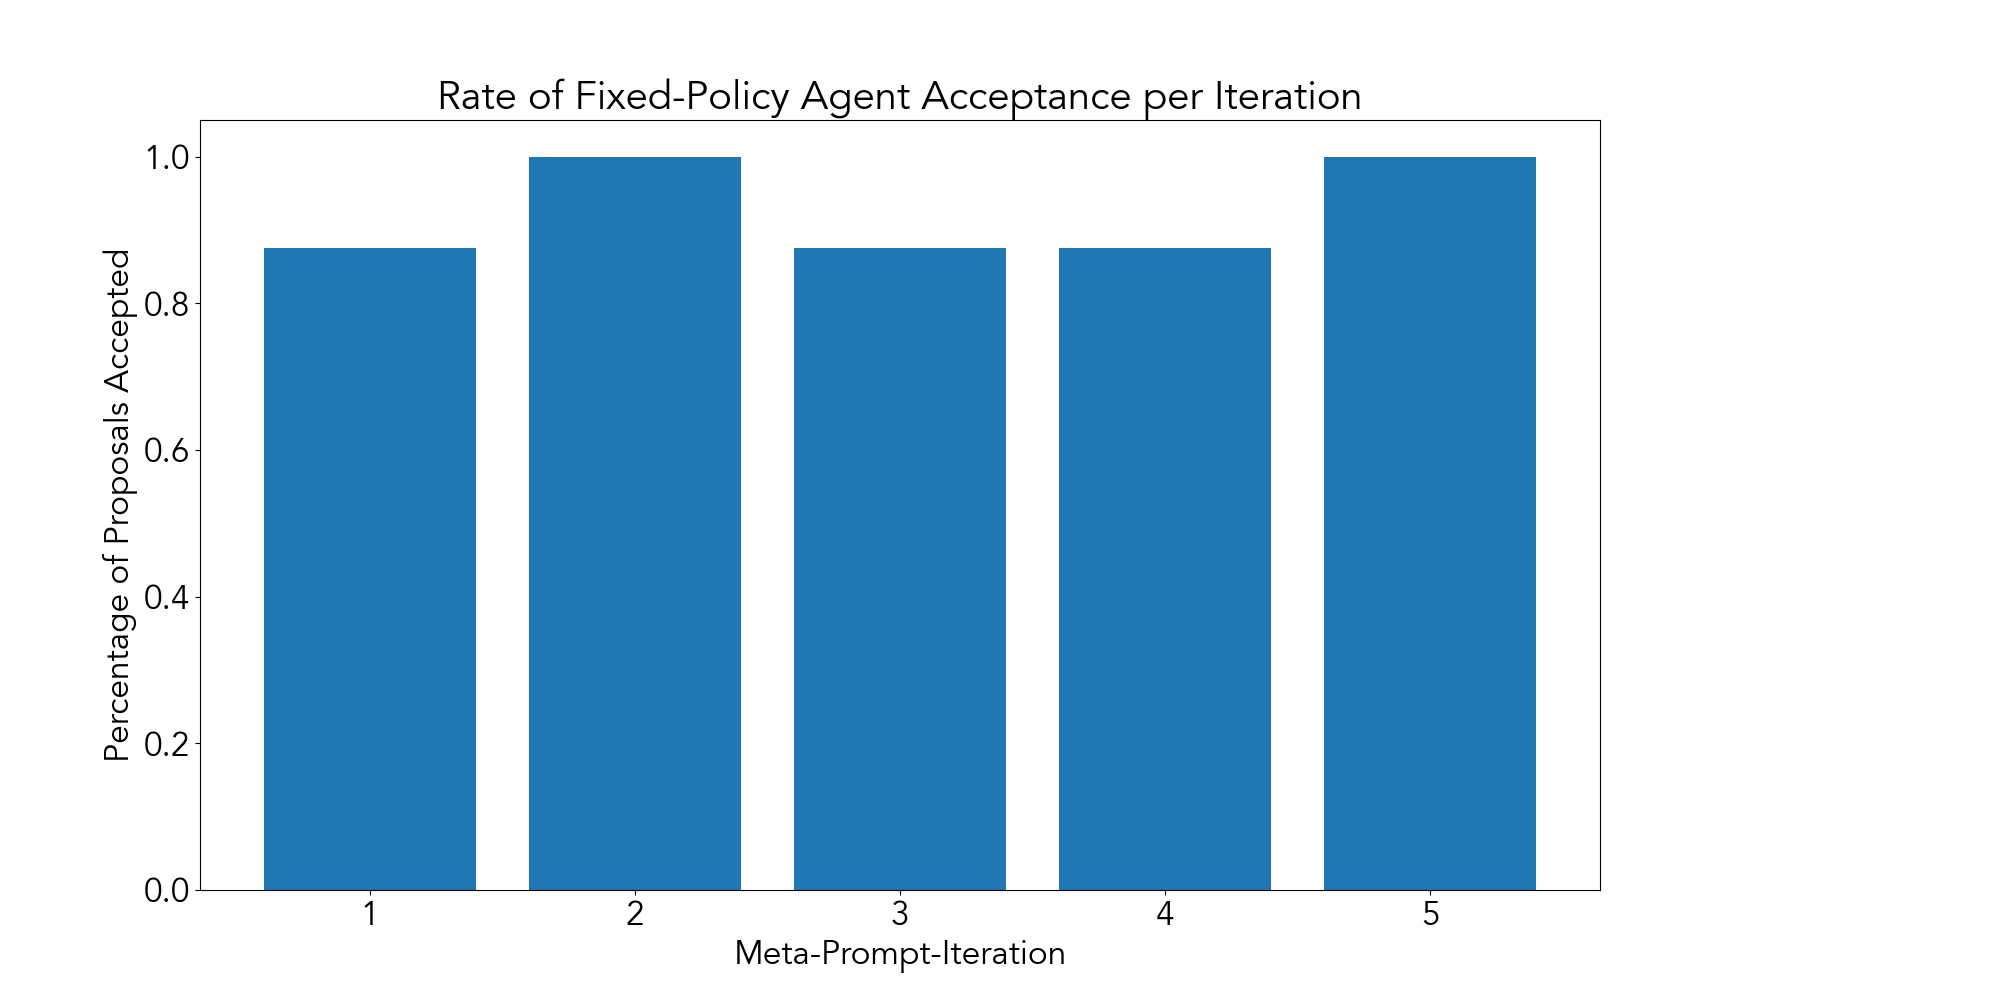 Rate of Fixed-Policy Agent Acceptance per Iteration
Percentage of Proposals Accepted
1.0
0.8
0.6
0.4
0.2
0.0
1 2 3 4 5
Meta-Prompt-Iteration